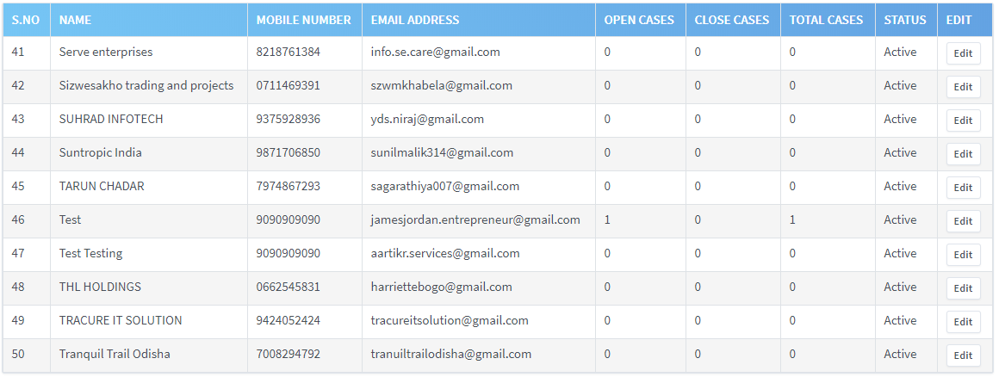 S.NO NAME MOBILE NUMBER EMAIL ADDRESS OPEN CASES CLOSE CASES TOTAL CASES STATUS EDIT
41 Serve enterprises 8218761384 info.se.care@gmail.com 0 0 0 Active Edit
42 Sizwesakho trading and projects 0711469391 szwmkhabela@gmail.com 0 0 0 Active Edit
43 SUHRAD INFOTECH 9375928936 yds.niraj@gmail.com 0 0 0 Active Edit
44 Suntropic India 9871706850 sunilmalik314@gmail.com 0 0 0 Active Edit
45 TARUN CHADAR 7974867293 sagarathiya007@gmail.com 0 0 0 Active Edit
46 Test 9090909090 jamesjordan.entrepreneur@gmail.com 1 0 1 Active Edit
47 Test Testing 9090909090 aartikr.services@gmail.com 0 0 0 Active Edit
48 THL HOLDINGS 0662545831 harriettebogo@gmail.com 0 0 0 Active Edit
49 TRACURE IT SOLUTION 9424052424 tracureitsolution@gmail.com 0 0 0 Active Edit
50 Tranquil Trail Odisha 7008294792 tranuiltrailodisha@gmail.com 0 0 0 Active Edit